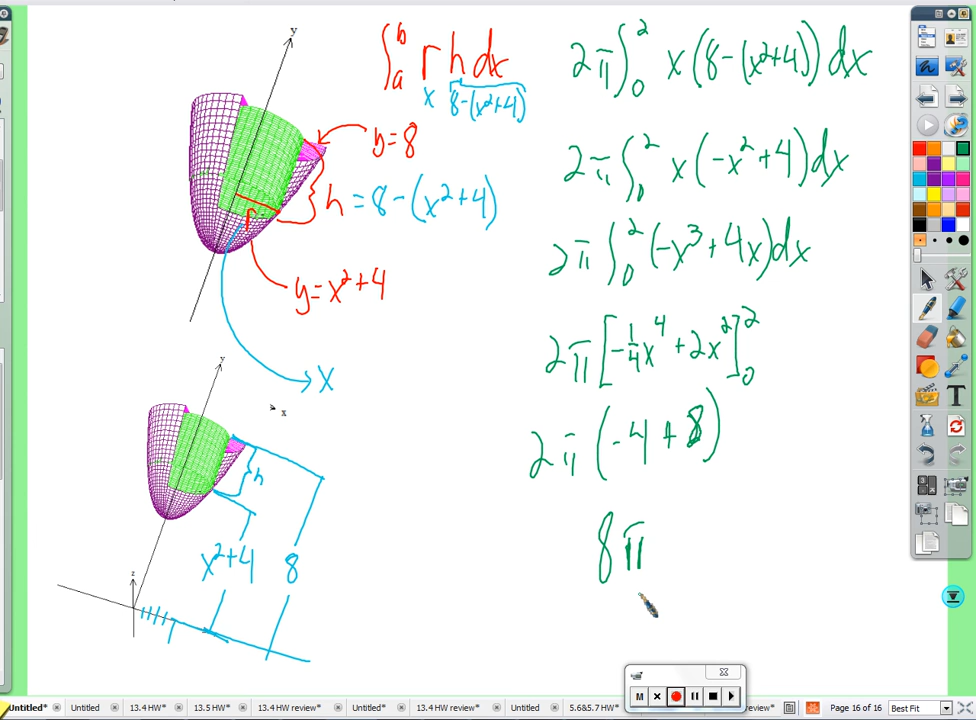 y
∫ₐᵇ r h dx
x 8-(x²+4)
y=8
h = 8-(x²+4)
r
y=x²+4
X
x
y
h
x²+4 8
z
2π∫₀² x(8-(x²+4))dx
2π∫₀² x(-x²+4)dx
2π∫₀² (-x³+4x)dx
2π[-¼x⁴+2x²]₀²
2π(-4+8)
8π
M
Untitled* Untitled 13.4 HW* 13.5 HW* 13.4 HW review* Untitled* 13.4 HW review* Untitled 5.6&5.7 HW* review* Page 16 of 16 Best Fit